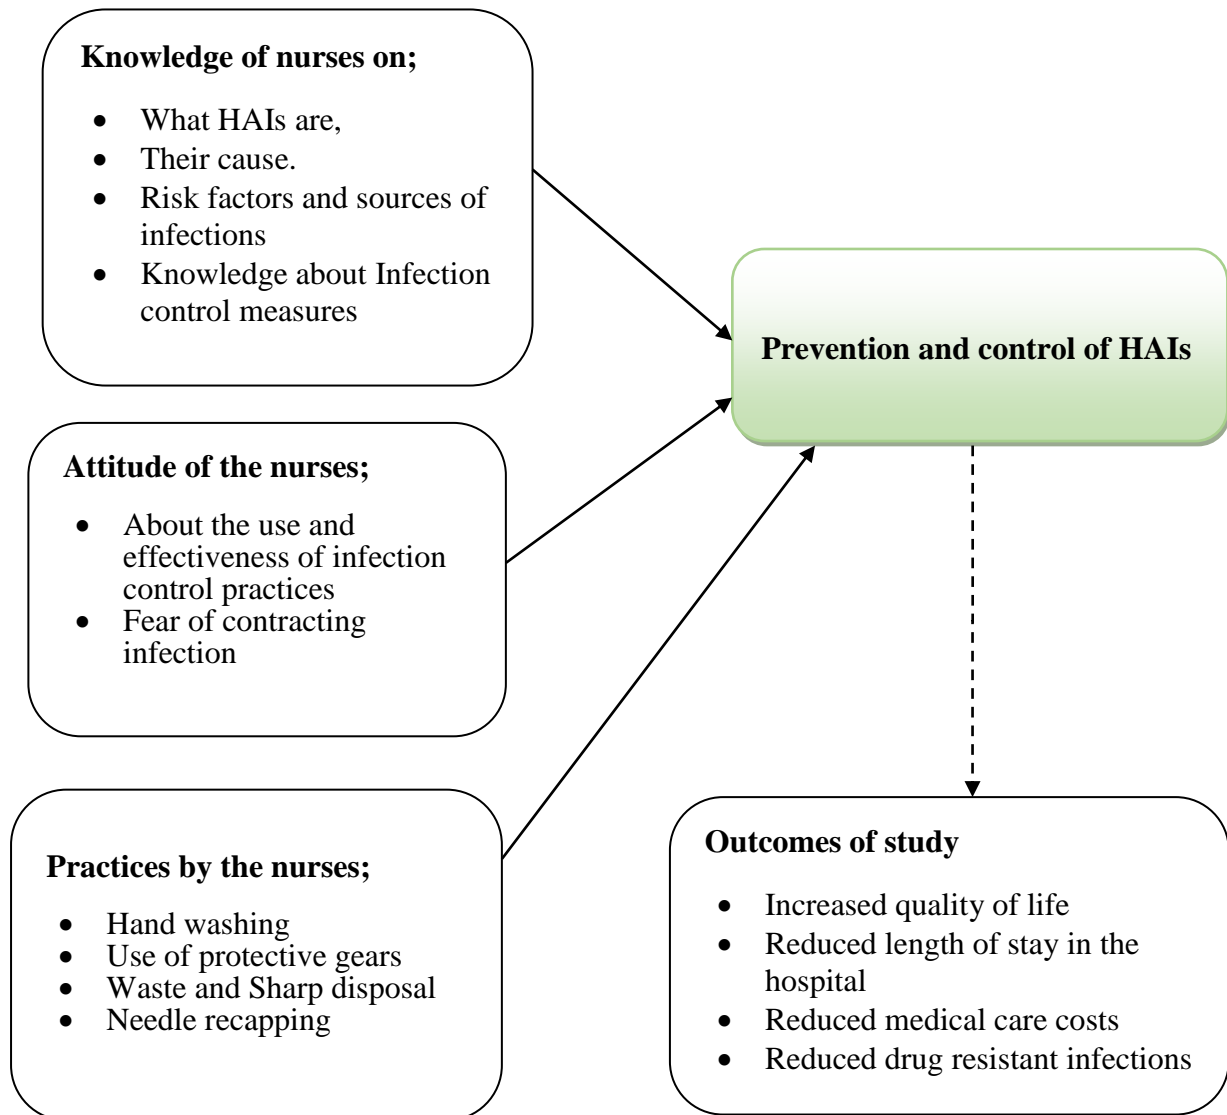 Knowledge of nurses on;
• What HAIs are,
• Their cause.
• Risk factors and sources of
infections
• Knowledge about Infection
control measures
Prevention and control of HAIs
Attitude of the nurses;
• About the use and
effectiveness of infection
control practices
• Fear of contracting
infection
Practices by the nurses;
• Hand washing
• Use of protective gears
• Waste and Sharp disposal
• Needle recapping
Outcomes of study
• Increased quality of life
• Reduced length of stay in the
hospital
• Reduced medical care costs
• Reduced drug resistant infections